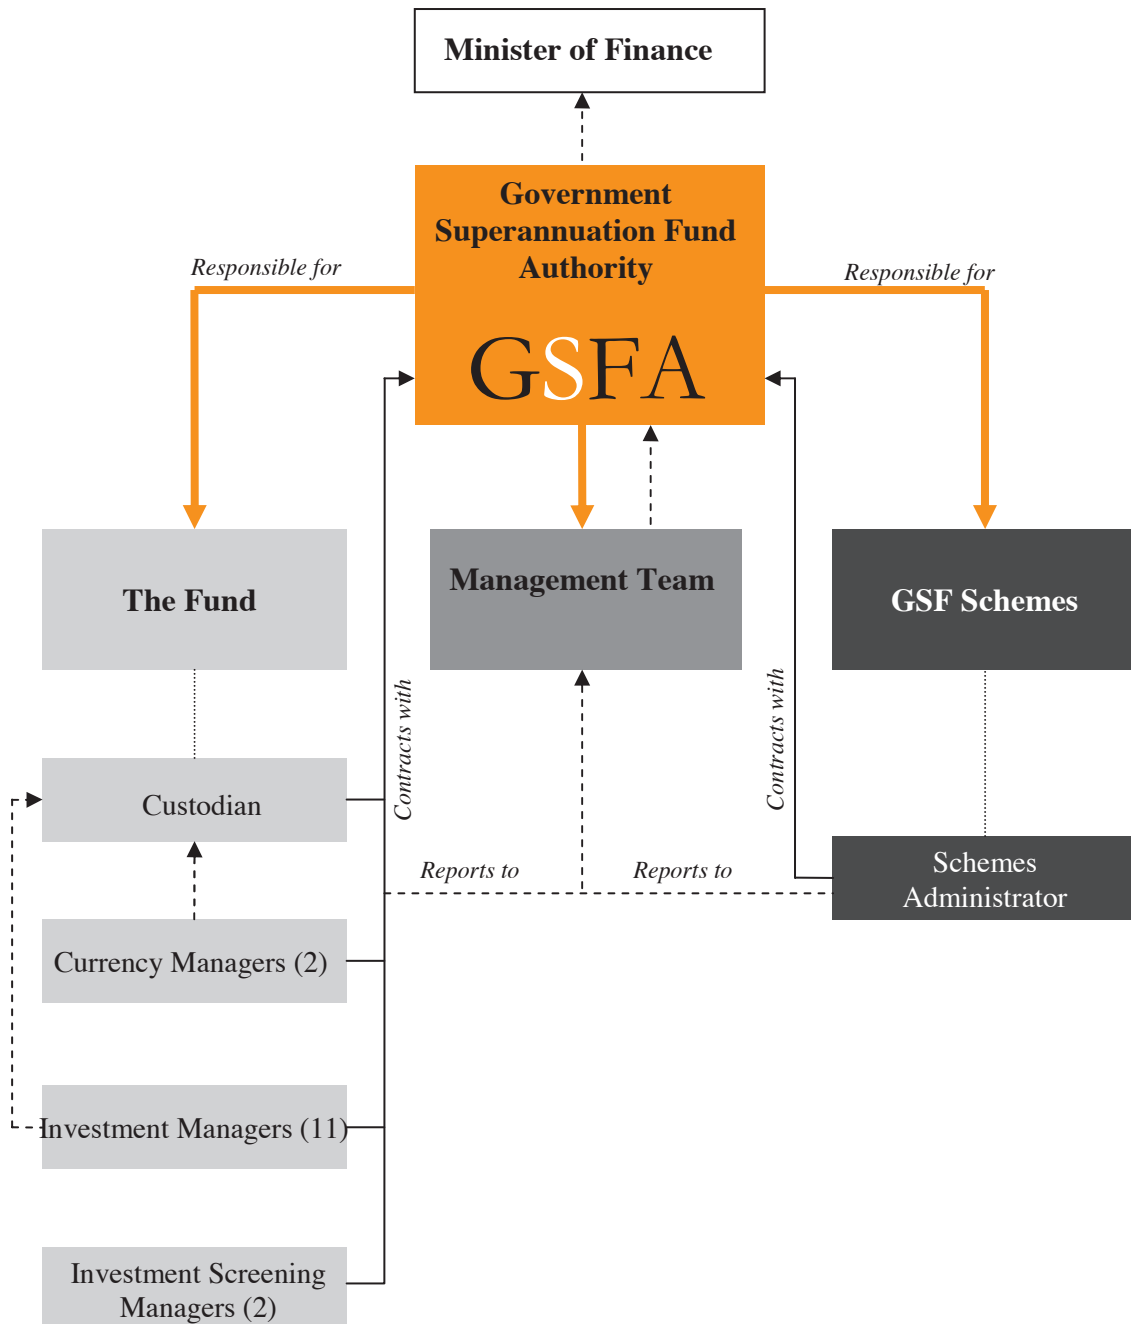 Minister of Finance
Government
Superannuation Fund
Authority
Responsible for
Responsible for
GSFA
The Fund
Management Team
GSF Schemes
Contracts with
Contracts with
Custodian
Reports to
Reports to
Schemes
Administrator
Currency Managers (2)
Investment Managers (11)
Investment Screening
Managers (2)